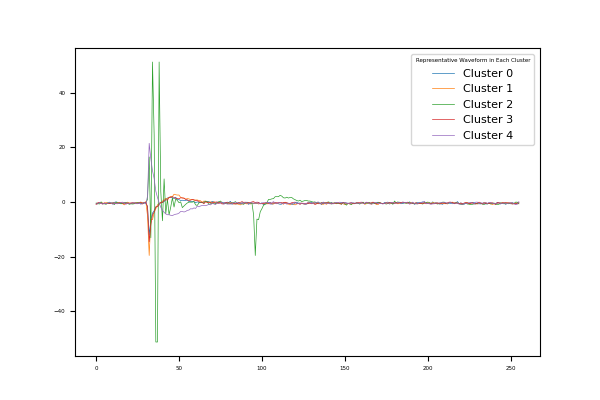 Representative Waveform in Each Cluster
Cluster 0
Cluster 1
Cluster 2
Cluster 3
Cluster 4
40
20
0
−20
−40
0 50 100 150 200 250